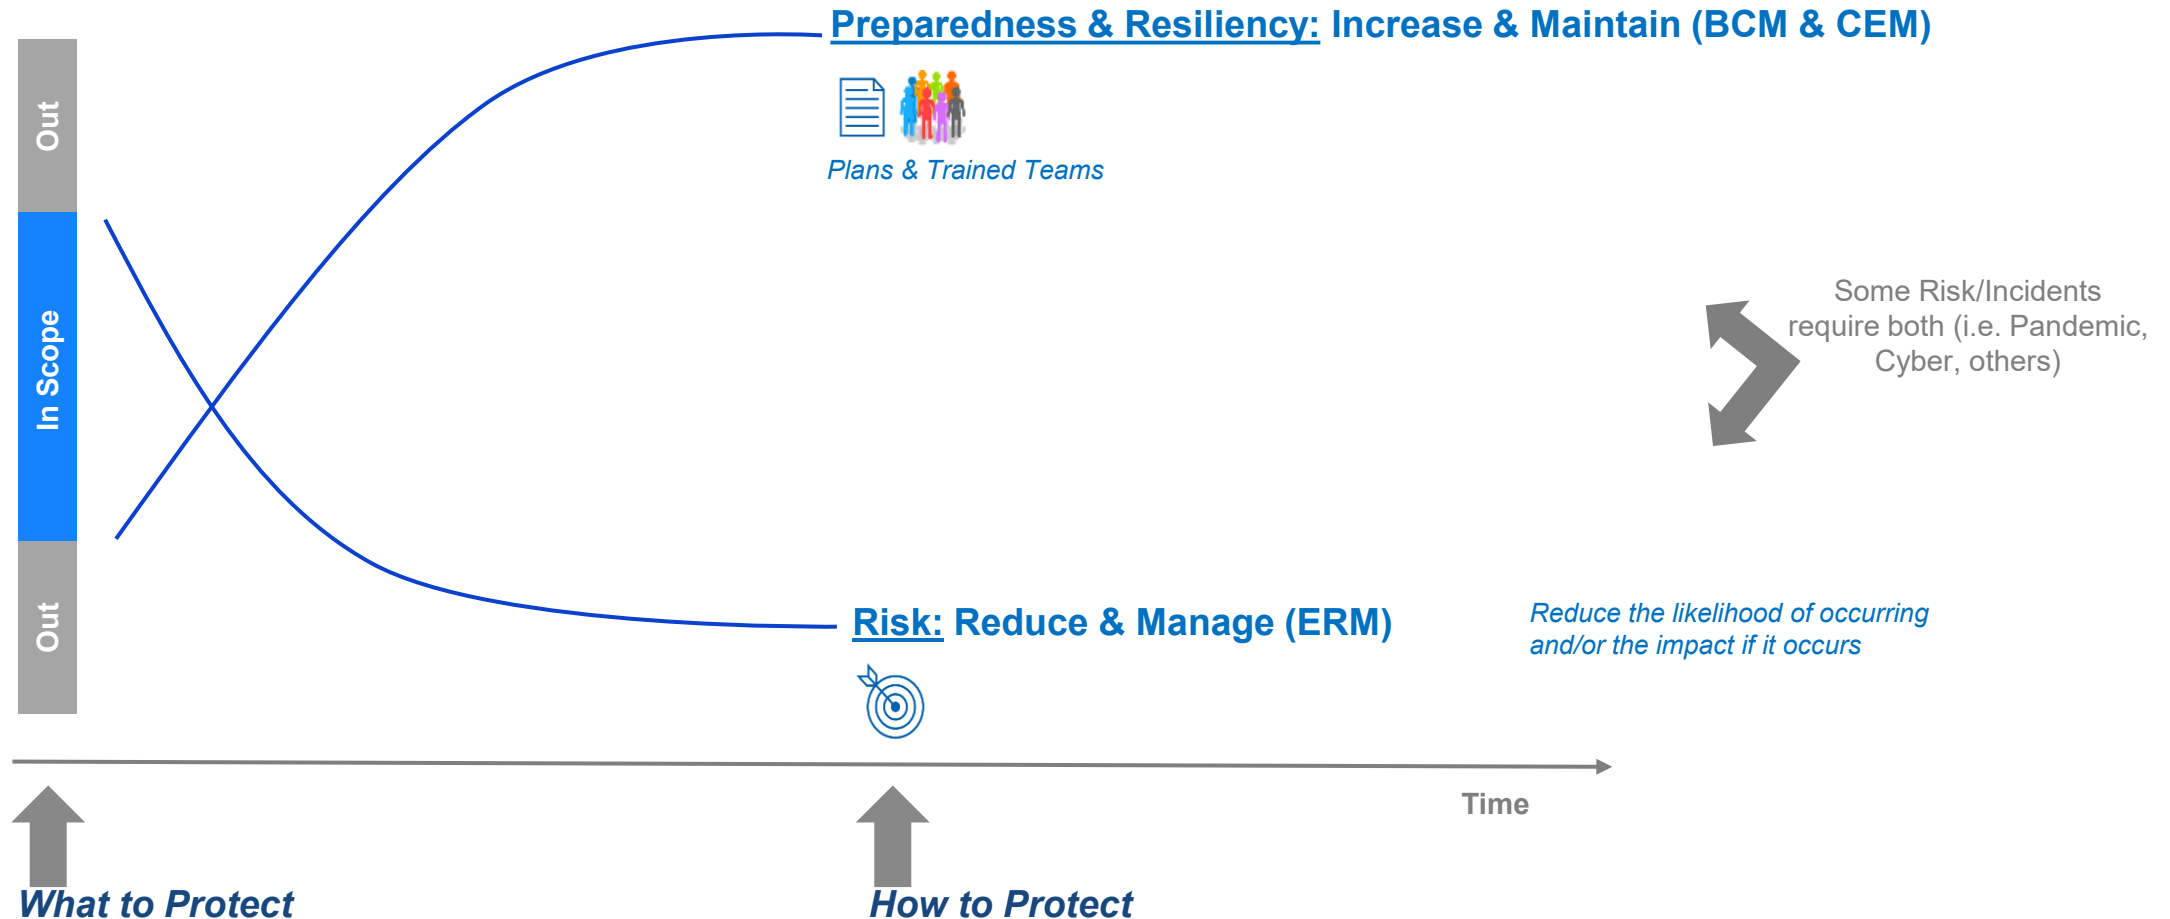 Preparedness & Resiliency: Increase & Maintain (BCM & CEM)
Plans & Trained Teams
Out
In Scope
Out
Some Risk/Incidents
require both (i.e. Pandemic,
Cyber, others)
Risk: Reduce & Manage (ERM)
Reduce the likelihood of occurring
and/or the impact if it occurs
Time
What to Protect
How to Protect